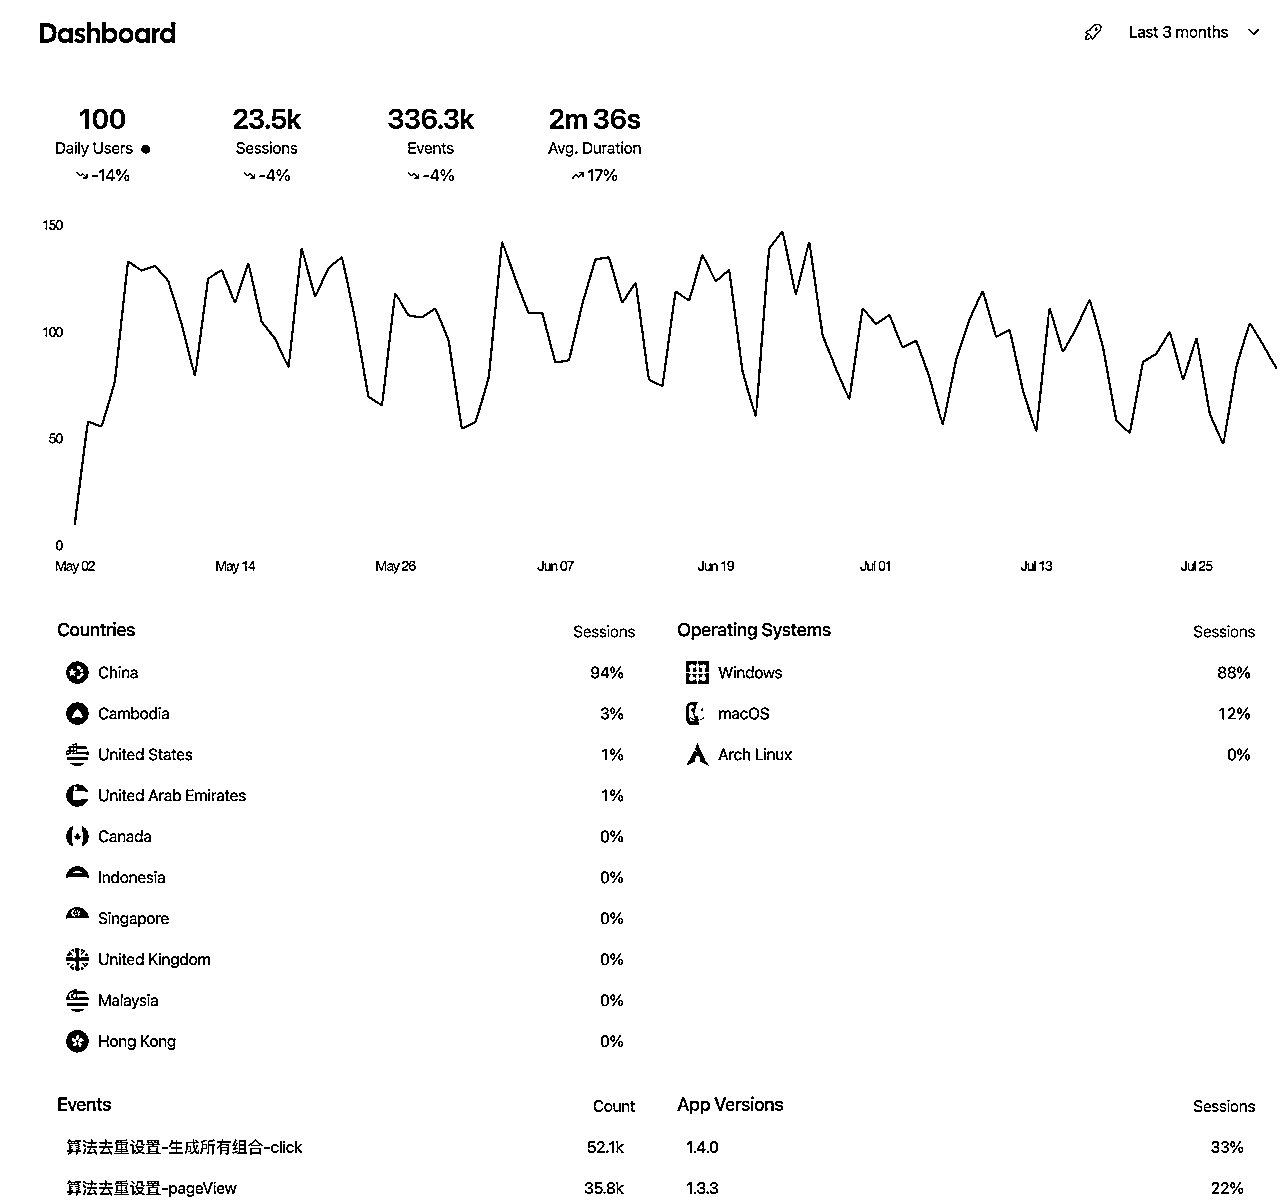 Dashboard
Last 3 months
100
23.5k
336.3k
2m 36s
Daily Users
Sessions
Events
Avg. Duration
-14%
-4%
-4%
17%
150
100
50
0
May 02
May 14
May 26
Jun 07
Jun 19
Jul 01
Jul 13
Jul 25
Countries Sessions
China 94%
Cambodia 3%
United States 1%
United Arab Emirates 1%
Canada 0%
Indonesia 0%
Singapore 0%
United Kingdom 0%
Malaysia 0%
Hong Kong 0%
Operating Systems Sessions
Windows 88%
macOS 12%
Arch Linux 0%
Events Count
算法去重设置-生成所有组合-click 52.1k
算法去重设置-pageView 35.8k
App Versions Sessions
1.4.0 33%
1.3.3 22%